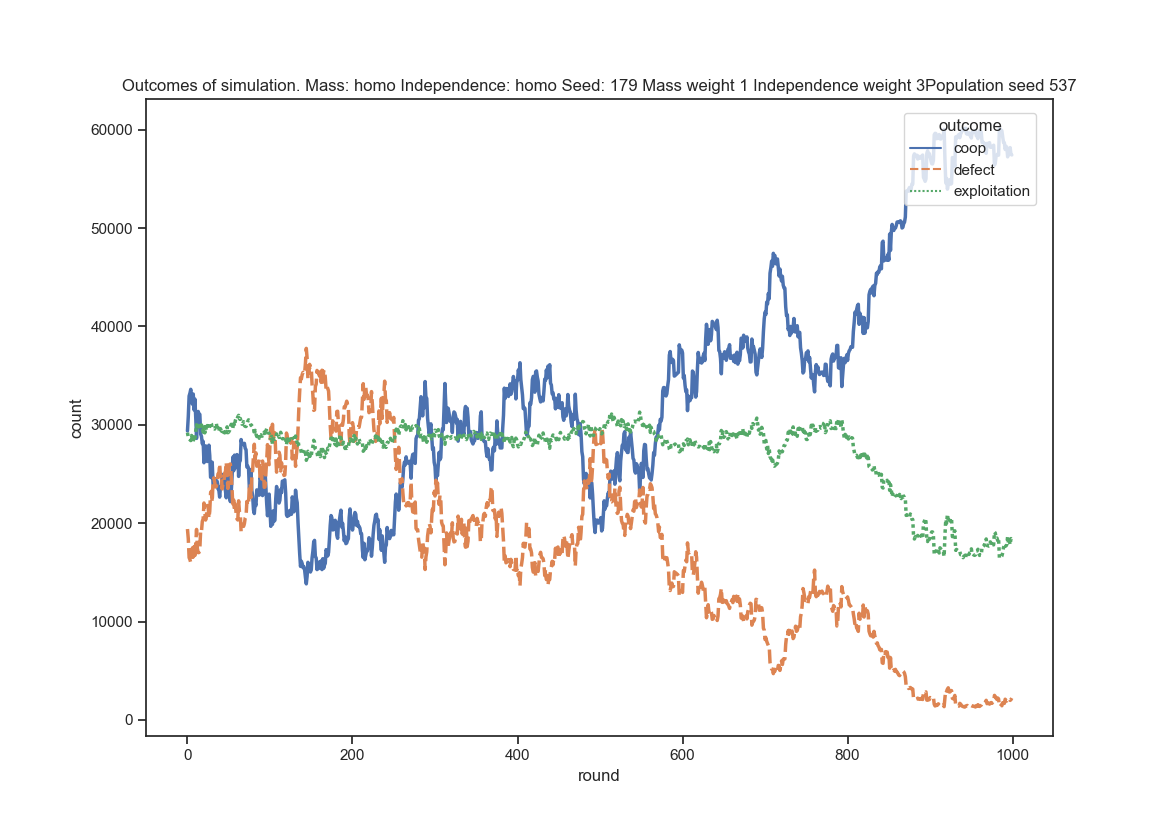 Outcomes of simulation. Mass: homo Independence: homo Seed: 179 Mass weight 1 Independence weight 3Population seed 537
outcome
coop
defect
exploitation
60000
50000
40000
30000
20000
10000
0
count
0 200 400 600 800 1000
round